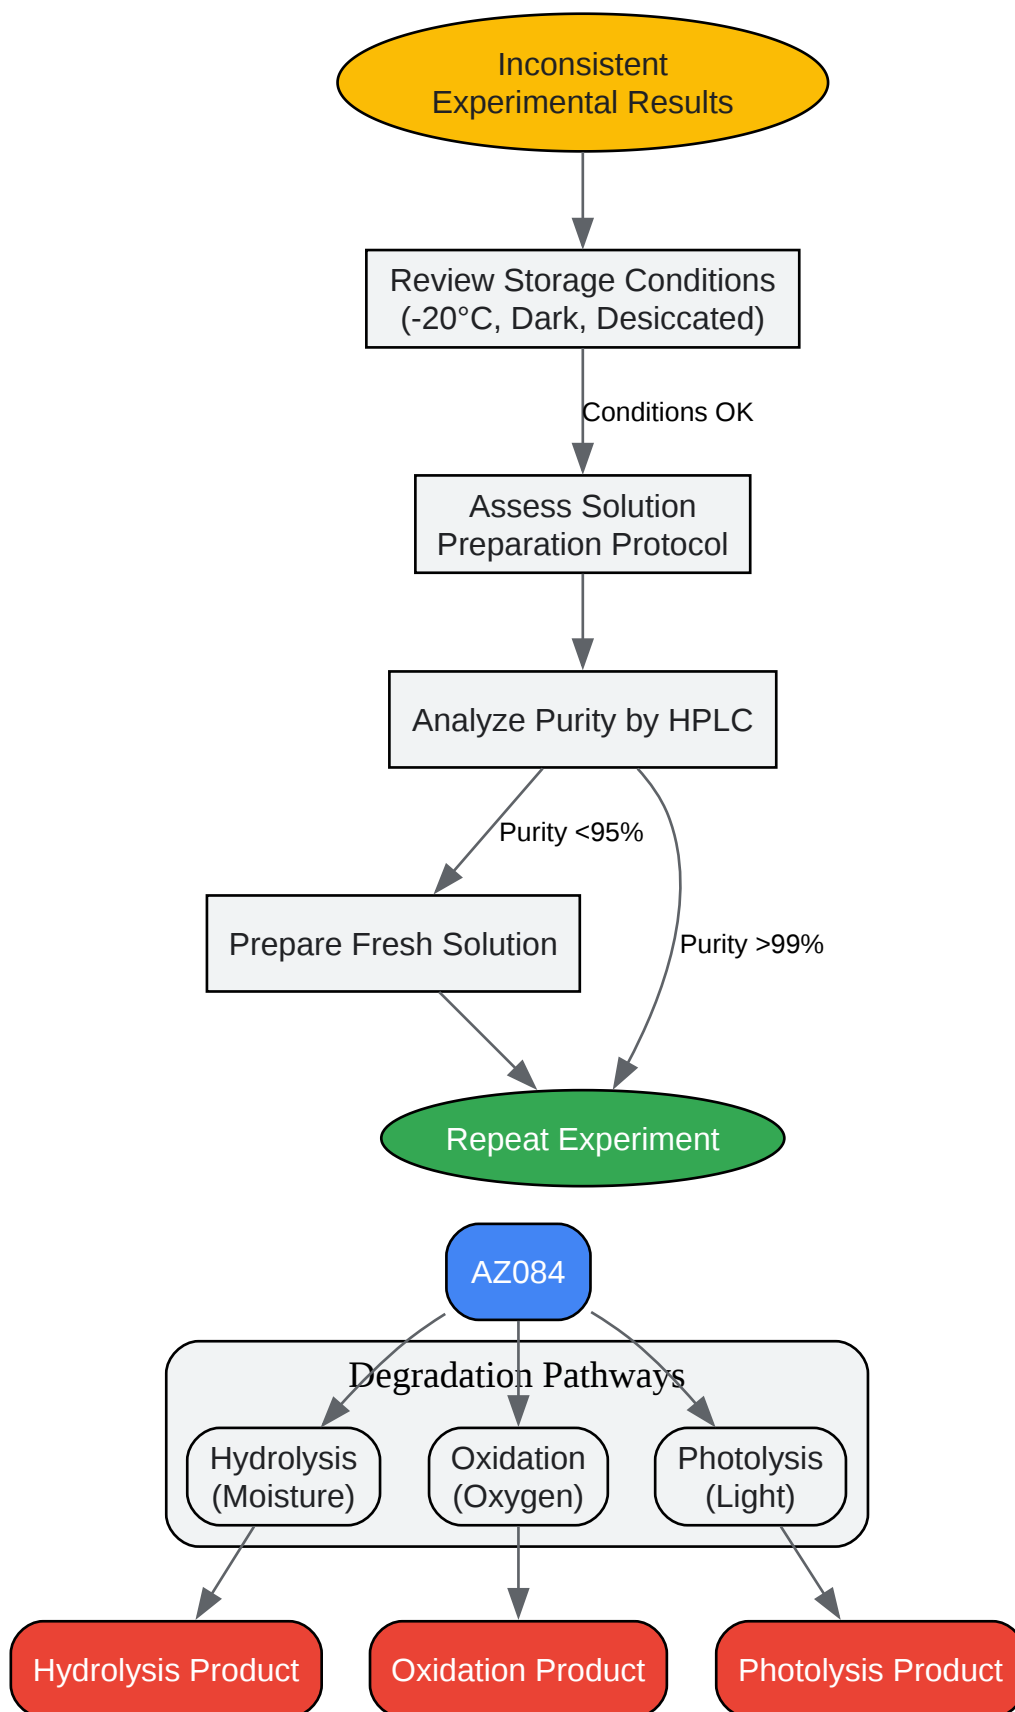 Inconsistent
Experimental Results
Review Storage Conditions
(-20°C, Dark, Desiccated)
Conditions OK
Assess Solution
Preparation Protocol
Analyze Purity by HPLC
Purity <95%
Prepare Fresh Solution
Purity >99%
Repeat Experiment
AZ084
Degradation Pathways
Hydrolysis
(Moisture)
Oxidation
(Oxygen)
Photolysis
(Light)
Hydrolysis Product
Oxidation Product
Photolysis Product